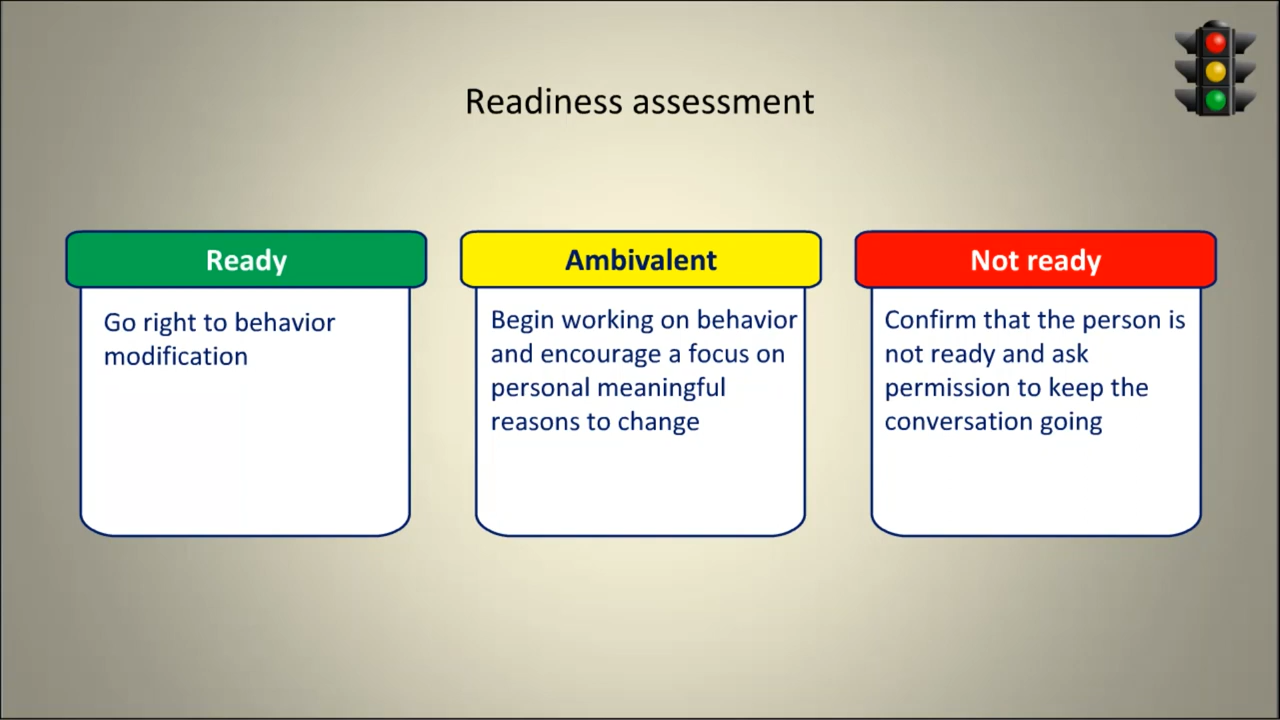 Readiness assessment
Ready
Go right to behavior
modification
Ambivalent
Begin working on behavior
and encourage a focus on
personal meaningful
reasons to change
Not ready
Confirm that the person is
not ready and ask
permission to keep the
conversation going